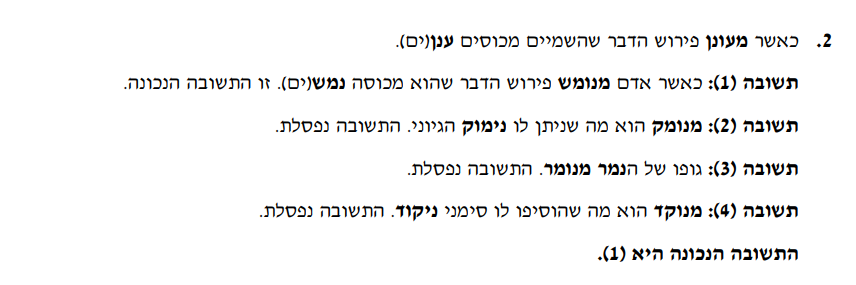 2. כאשר מעונן פירוש הדבר שהשמיים מכוסים ענן(ים).
תשובה (1): כאשר אדם מנומש פירוש הדבר שהוא מכוסה נמש(ים). זו התשובה הנכונה.
תשובה (2): מנומק הוא מה שניתן לו נימוק הגיוני. התשובה נפסלת.
תשובה (3): גופו של הנמר מנומר. התשובה נפסלת.
תשובה (4): מנוקד הוא מה שהוסיפו לו סימני ניקוד. התשובה נפסלת.
התשובה הנכונה היא (1).